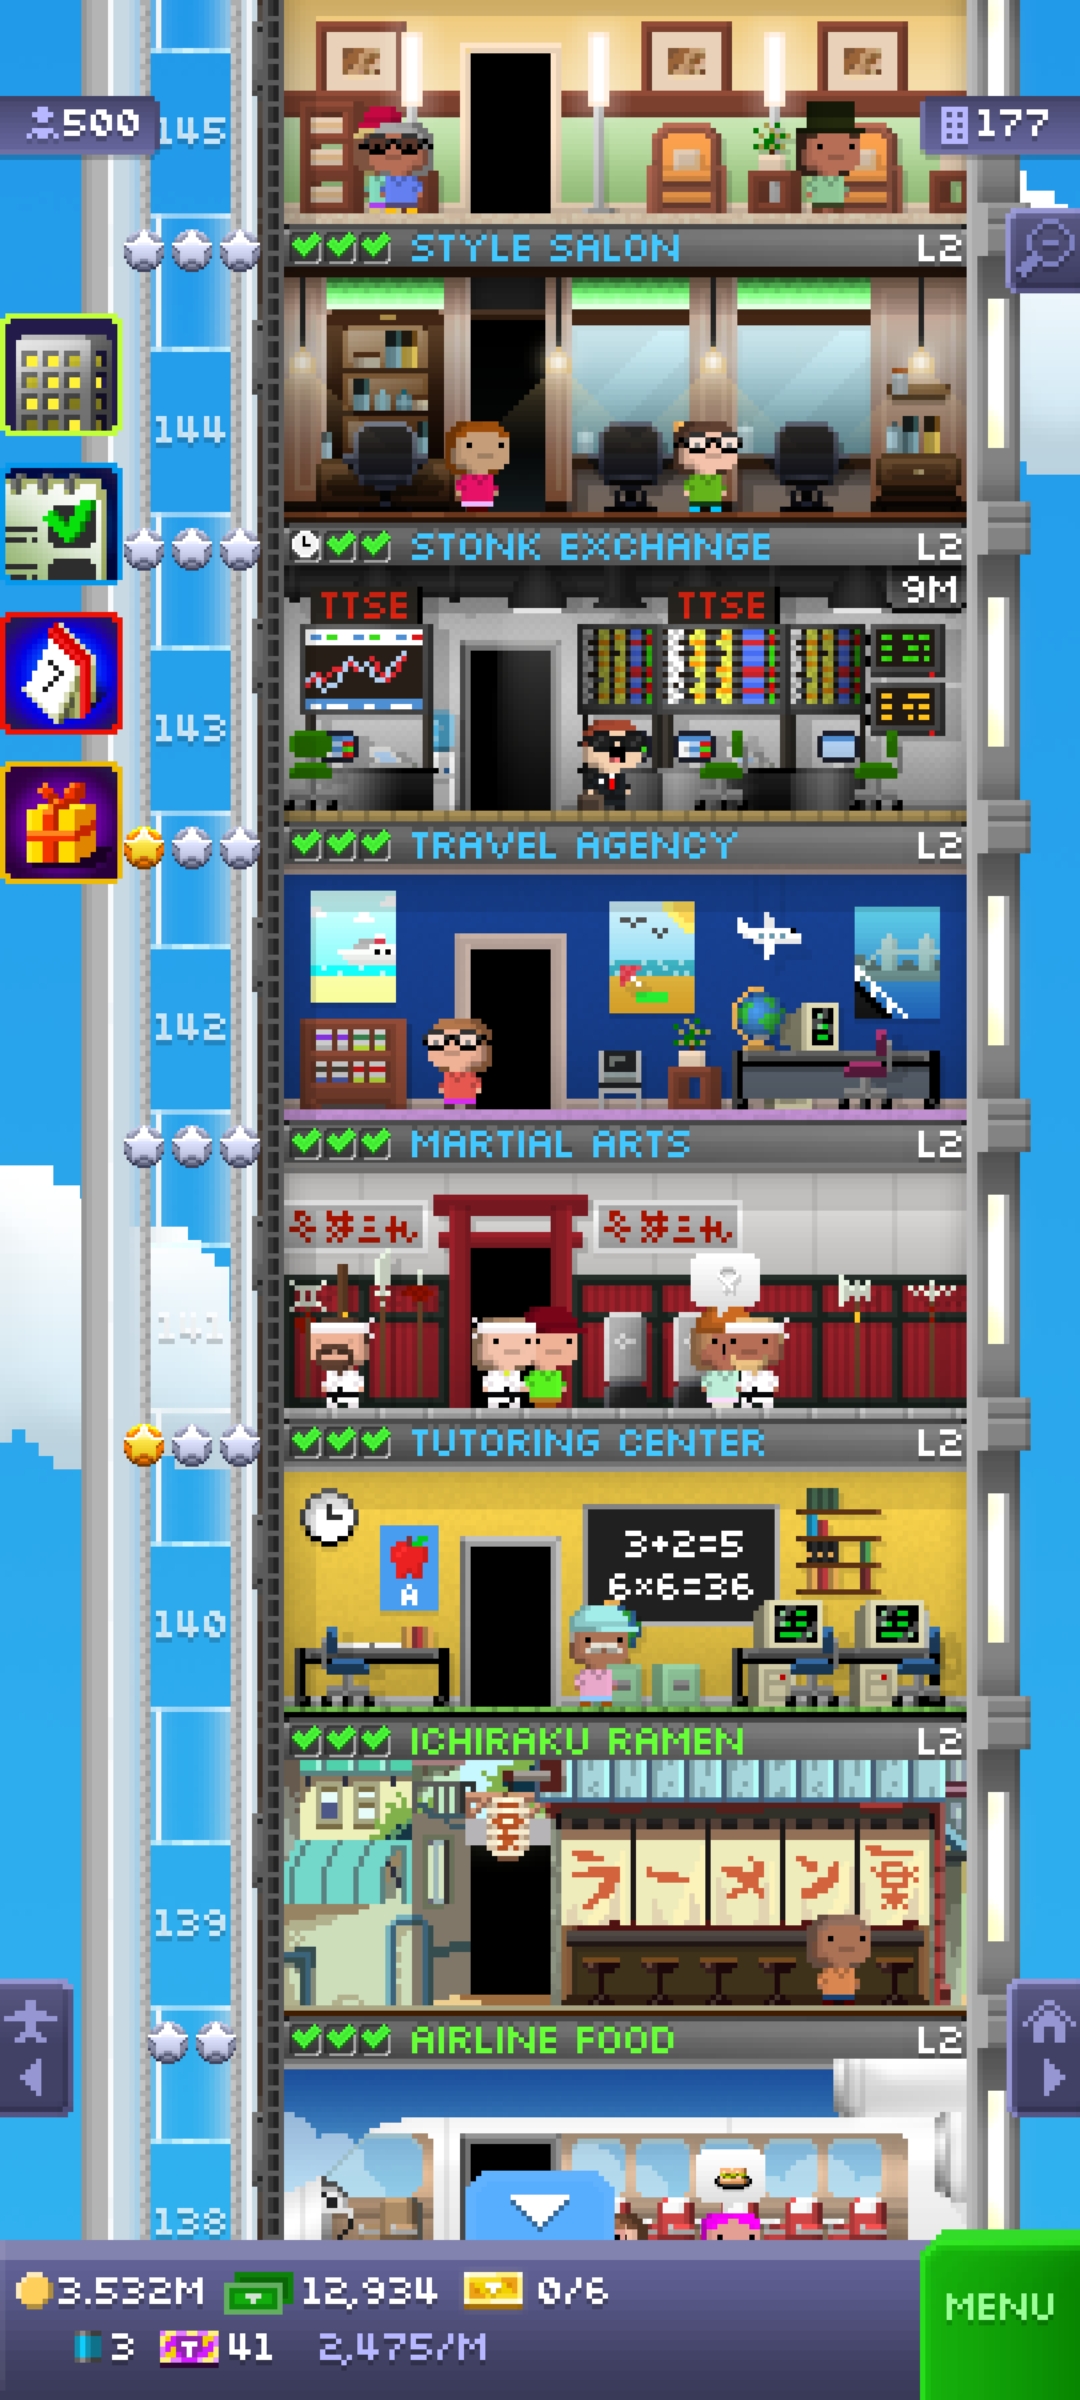 500
145
177
STYLE SALON L2
144
STONK EXCHANGE L2
9M
TTSE TTSE
143
TRAVEL AGENCY L2
142
MARTIAL ARTS L2
141
TUTORING CENTER L2
3+2=5
A
6×6=36
140
ICHIRAKU RAMEN L2
ラーメン
139
AIRLINE FOOD L2
138
3.532M 12,934 0/6
MENU
3 T 41 2,475/M